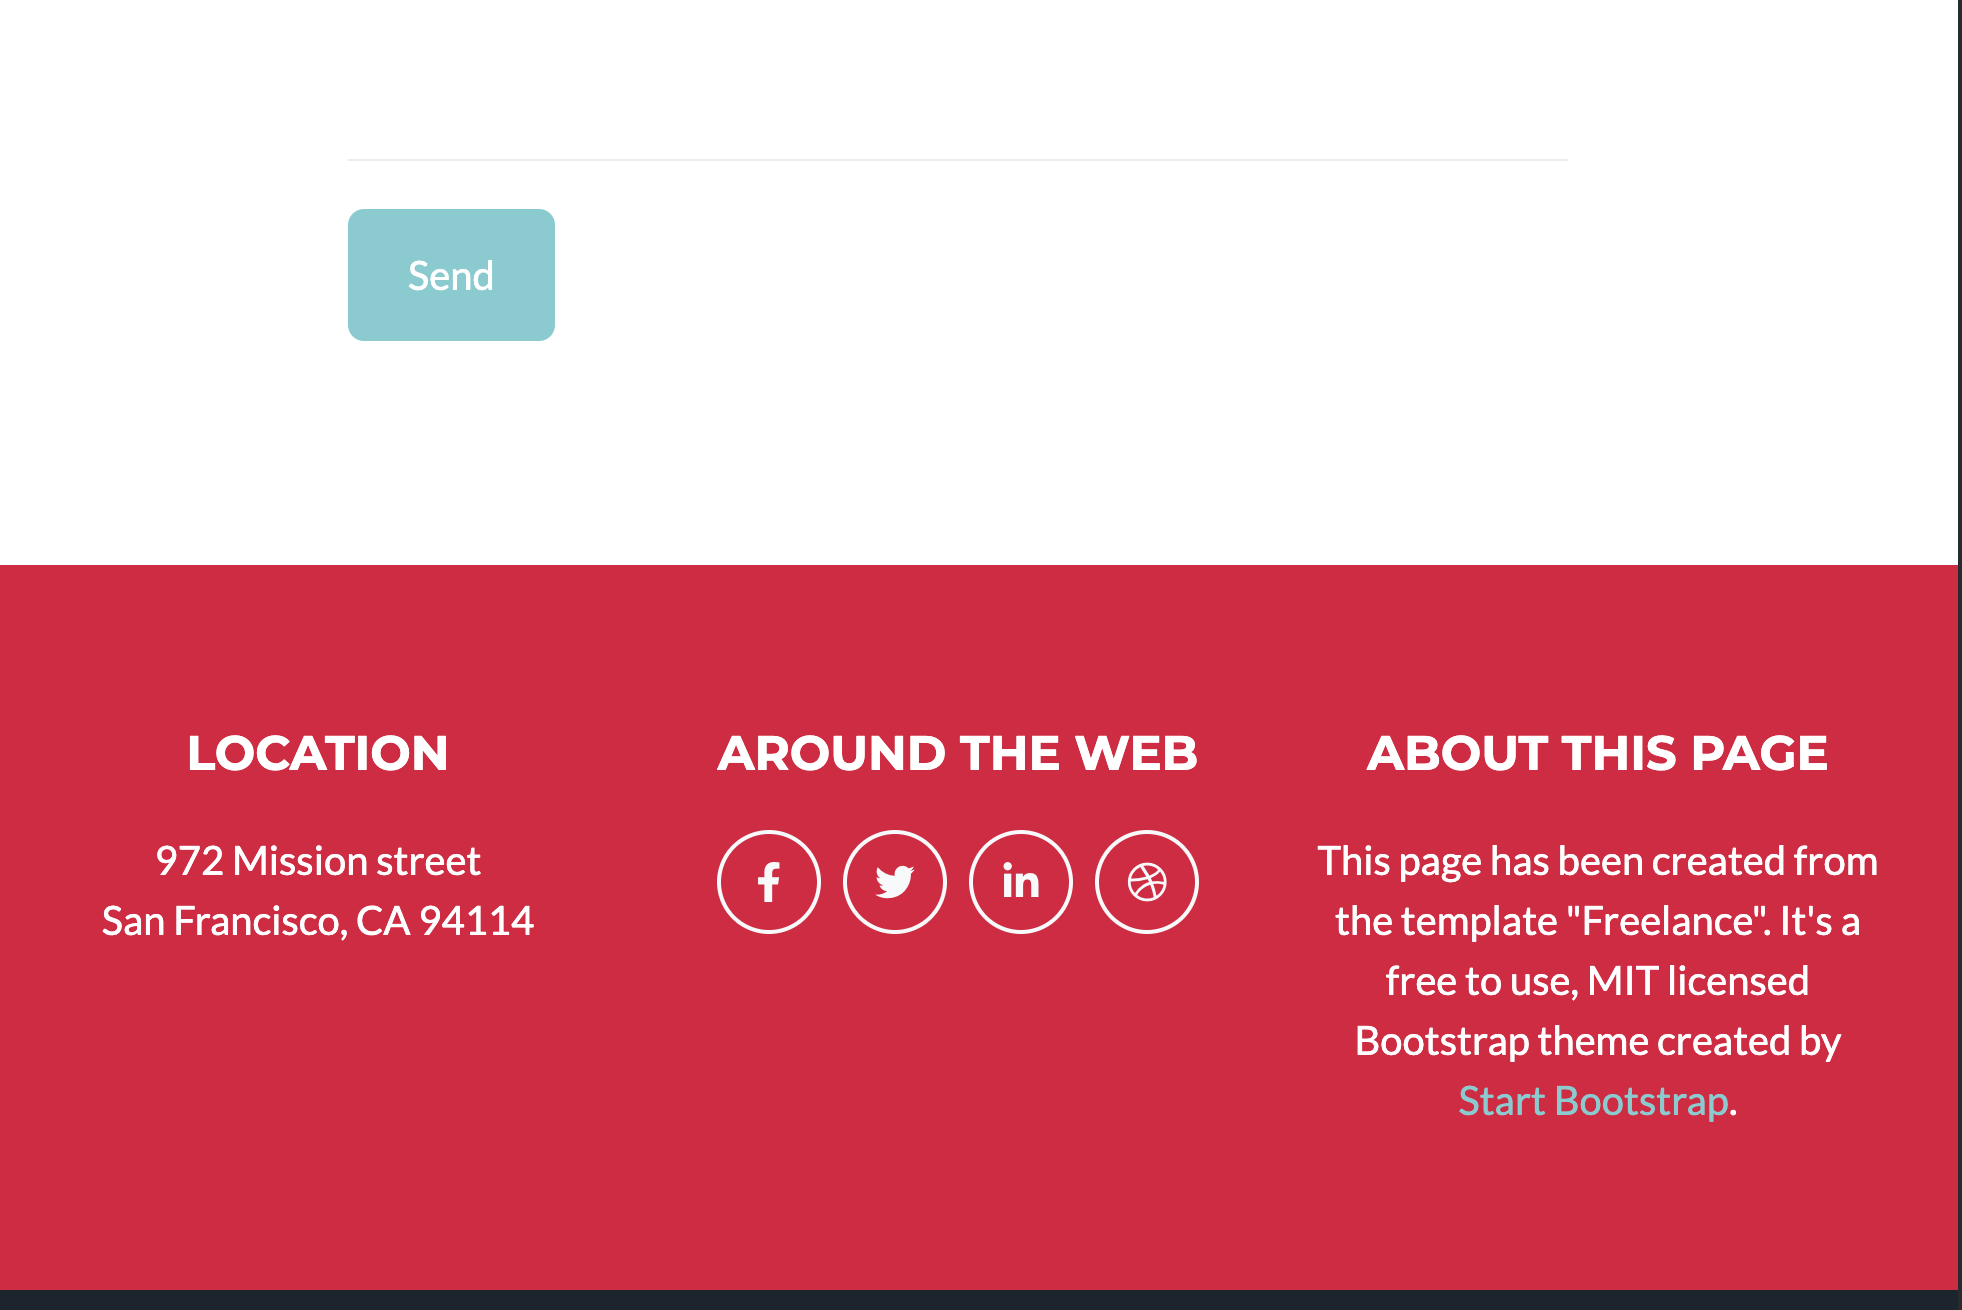 Send
LOCATION
972 Mission street
San Francisco, CA 94114
AROUND THE WEB
ABOUT THIS PAGE
This page has been created from
the template "Freelance". It's a
free to use, MIT licensed
Bootstrap theme created by
Start Bootstrap.